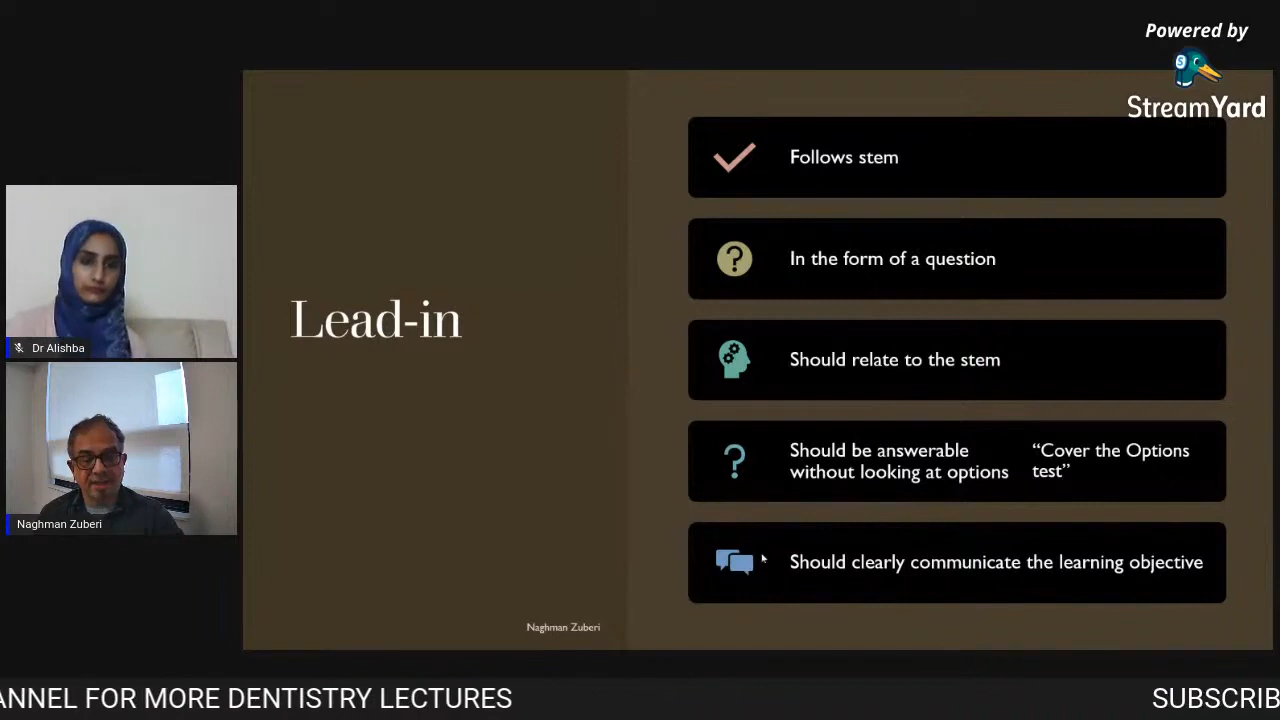 Powered by
StreamYard
Follows stem
In the form of a question
Lead-in
Should relate to the stem
Should be answerable
without looking at options
“Cover the Options
test”
Should clearly communicate the learning objective
Naghman Zuberi
Dr Alishba
Naghman Zuberi
ANNEL FOR MORE DENTISTRY LECTURES
SUBSCRIB